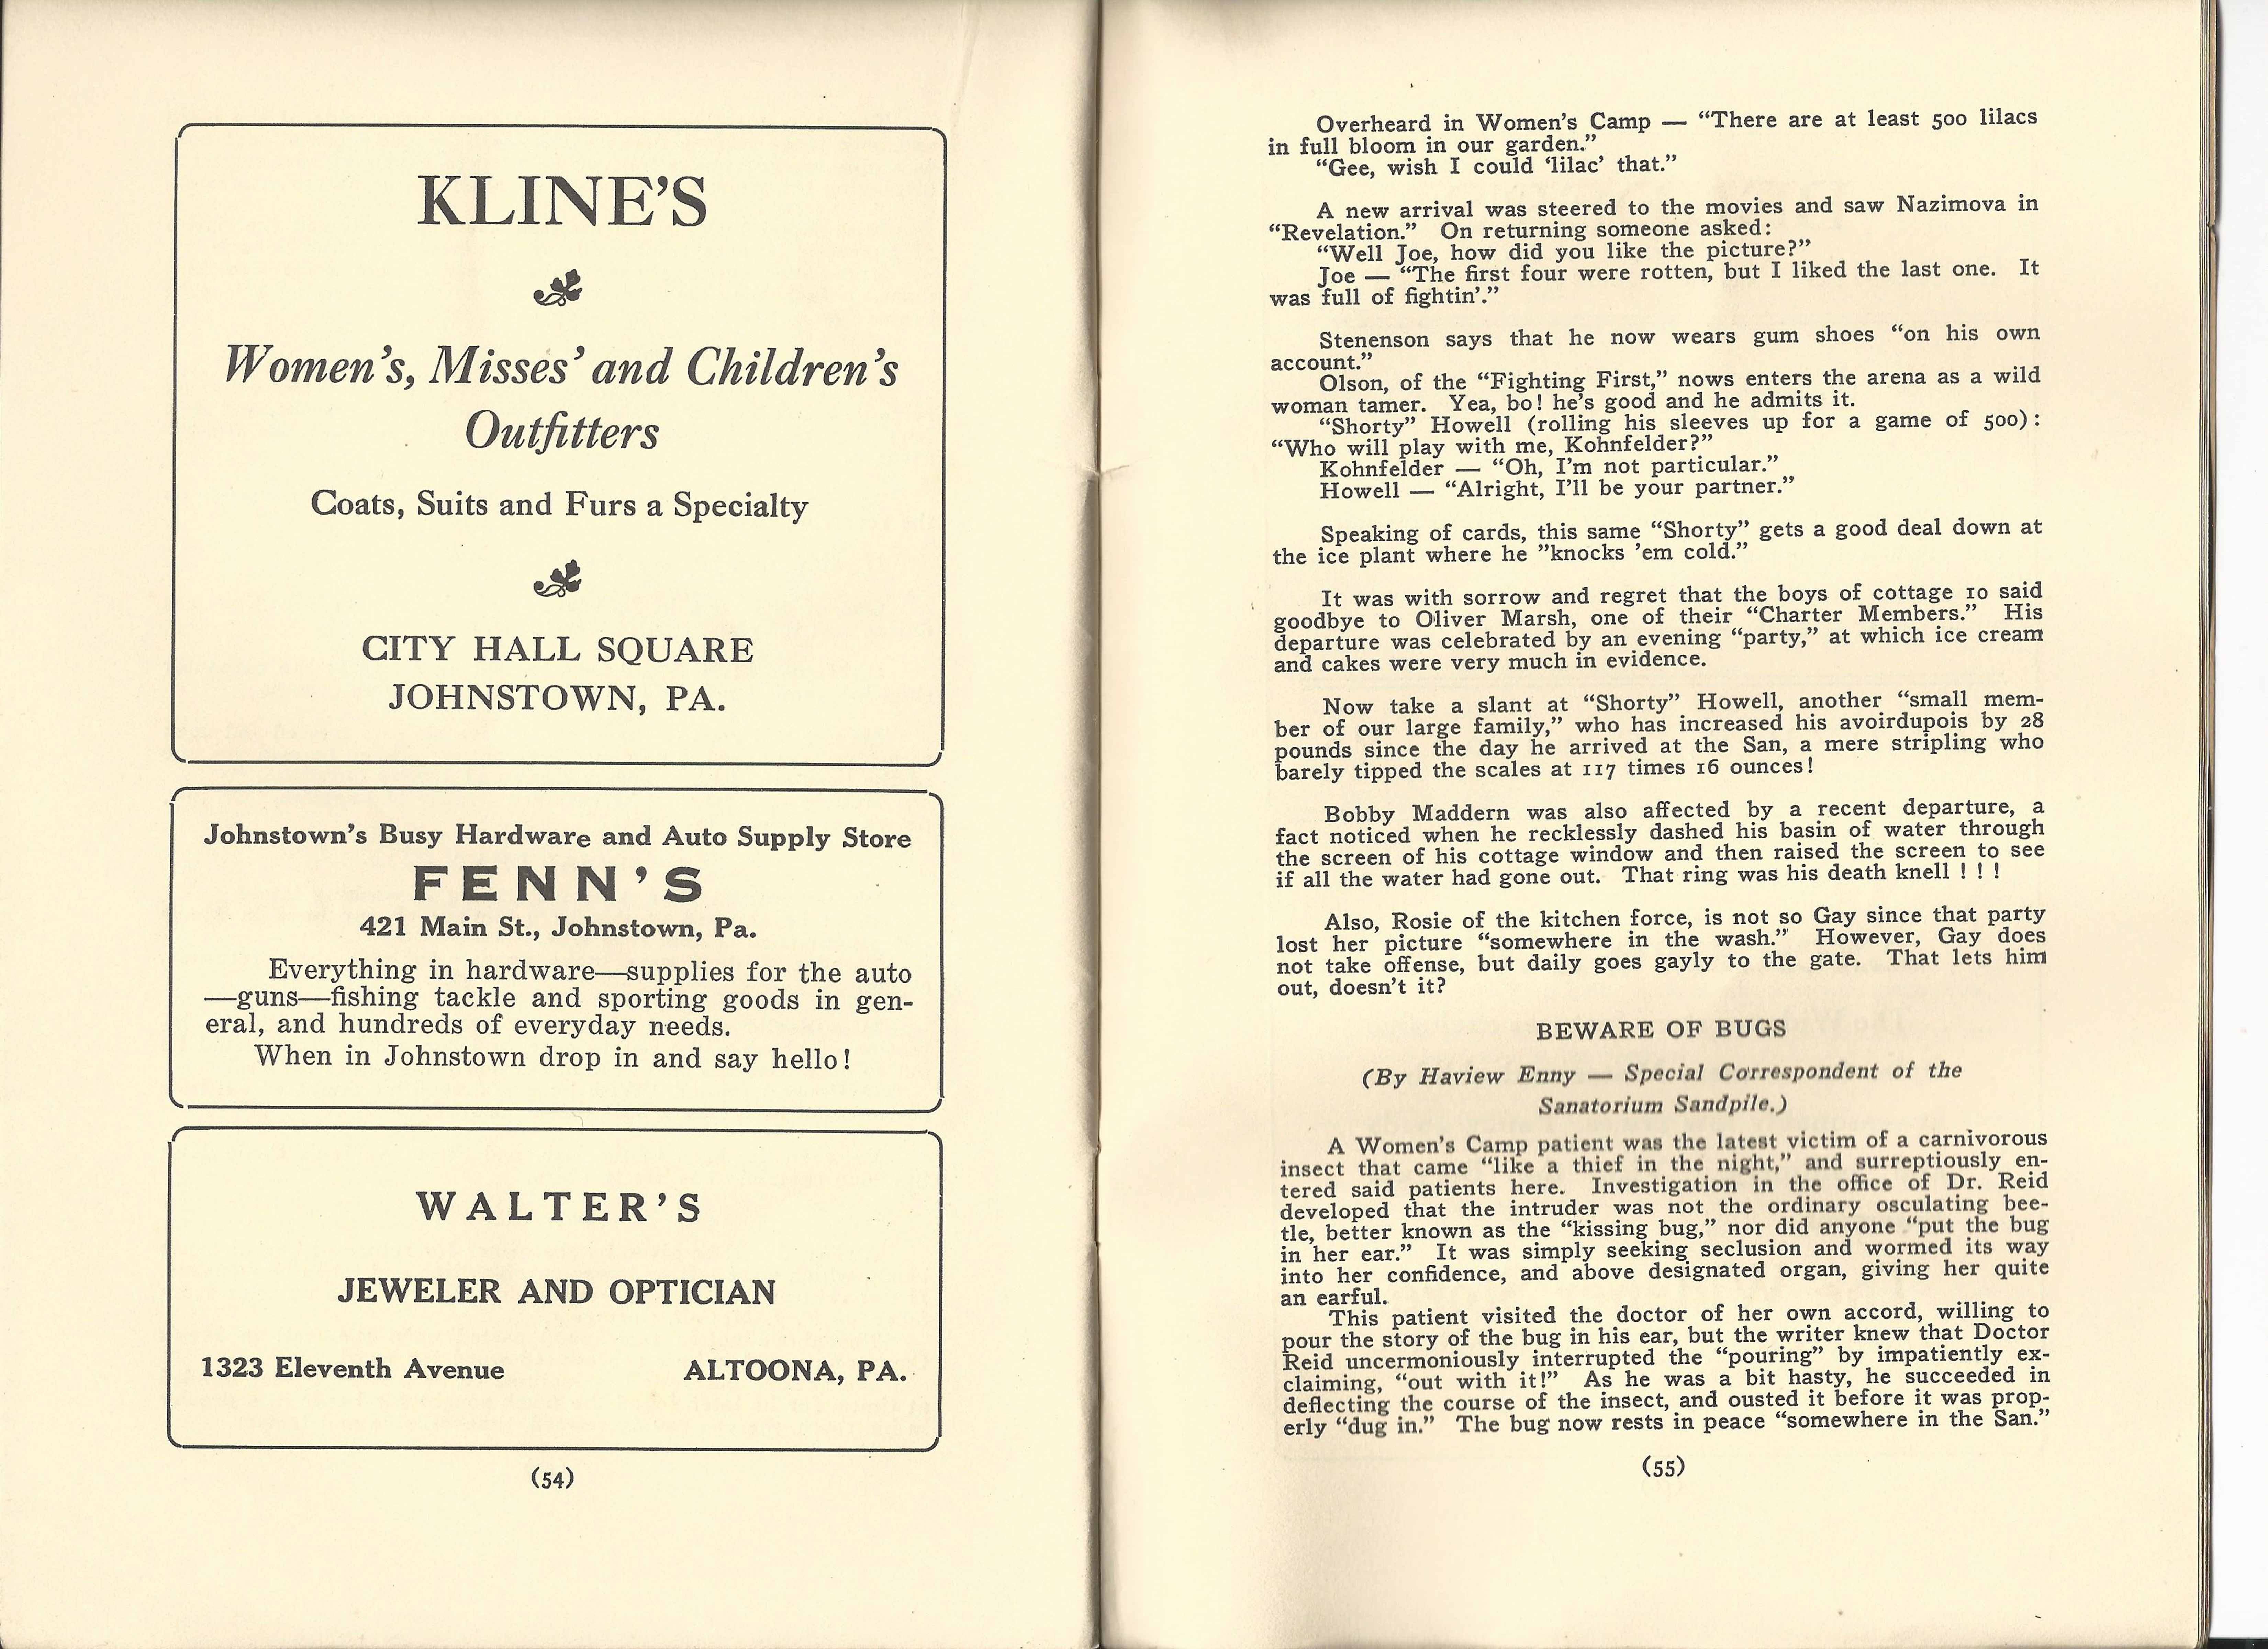 KLINE'S
Women's, Misses' and Children's
Outfitters
Coats, Suits and Furs a Specialty
CITY HALL SQUARE
JOHNSTOWN, PA.
Johnstown's Busy Hardware and Auto Supply Store
FENN'S
421 Main St., Johnstown, Pa.
Everything in hardware—supplies for the auto
—guns—fishing tackle and sporting goods in gen-
eral, and hundreds of everyday needs.
When in Johnstown drop in and say hello!
WALTER'S
JEWELER AND OPTICIAN
1323 Eleventh Avenue ALTOONA, PA.
(54)
Overheard in Women's Camp — “There are at least 500 lilacs
in full bloom in our garden.”
“Gee, wish I could ‘lilac’ that.”
A new arrival was steered to the movies and saw Nazimova in
“Revelation.” On returning someone asked:
“Well Joe, how did you like the picture?”
Joe — “The first four were rotten, but I liked the last one. It
was full of fightin’.”
Stenenson says that he now wears gum shoes “on his own
account.”
Olson, of the “Fighting First,” nows enters the arena as a wild
woman tamer. Yea, bo! he's good and he admits it.
“Shorty” Howell (rolling his sleeves up for a game of 500):
“Who will play with me, Kohnfelder?”
Kohnfelder — “Oh, I'm not particular.”
Howell — “Alright, I'll be your partner.”
Speaking of cards, this same “Shorty” gets a good deal down at
the ice plant where he ”knocks ’em cold.”
It was with sorrow and regret that the boys of cottage 10 said
goodbye to Oliver Marsh, one of their “Charter Members.” His
departure was celebrated by an evening “party,” at which ice cream
and cakes were very much in evidence.
Now take a slant at “Shorty” Howell, another “small mem-
ber of our large family,” who has increased his avoirdupois by 28
pounds since the day he arrived at the San, a mere stripling who
barely tipped the scales at 117 times 16 ounces!
Bobby Maddern was also affected by a recent departure, a
fact noticed when he recklessly dashed his basin of water through
the screen of his cottage window and then raised the screen to see
if all the water had gone out. That ring was his death knell ! ! !
Also, Rosie of the kitchen force, is not so Gay since that party
lost her picture “somewhere in the wash.” However, Gay does
not take offense, but daily goes gayly to the gate. That lets him
out, doesn't it?
BEWARE OF BUGS
(By Haview Enny — Special Correspondent of the
Sanatorium Sandpile.)
A Women's Camp patient was the latest victim of a carnivorous
insect that came “like a thief in the night,” and surreptiously en-
tered said patients here. Investigation in the office of Dr. Reid
developed that the intruder was not the ordinary osculating bee-
tle, better known as the “kissing bug,” nor did anyone “put the bug
in her ear.” It was simply seeking seclusion and wormed its way
into her confidence, and above designated organ, giving her quite
an earful.
This patient visited the doctor of her own accord, willing to
pour the story of the bug in his ear, but the writer knew that Doctor
Reid uncermoniously interrupted the “pouring” by impatiently ex-
claiming, “out with it!” As he was a bit hasty, he succeeded in
deflecting the course of the insect, and ousted it before it was prop-
erly “dug in.” The bug now rests in peace “somewhere in the San.”
(55)